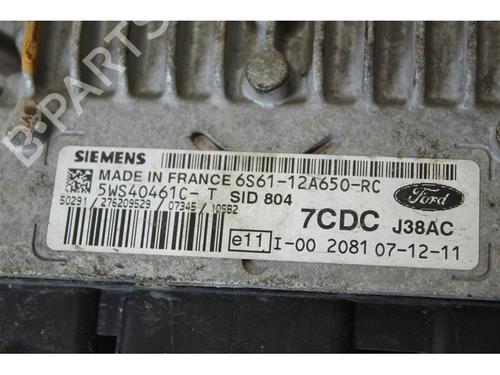 B-PARTS
SIEMENS
MADE IN FRANCE 6S61-12A650-RC
5WS40461C- T SID 804
50291 / 276209529 / 07345 / 10582
Ford
7CDC J38AC
e11 I-00 2081 07-12-11